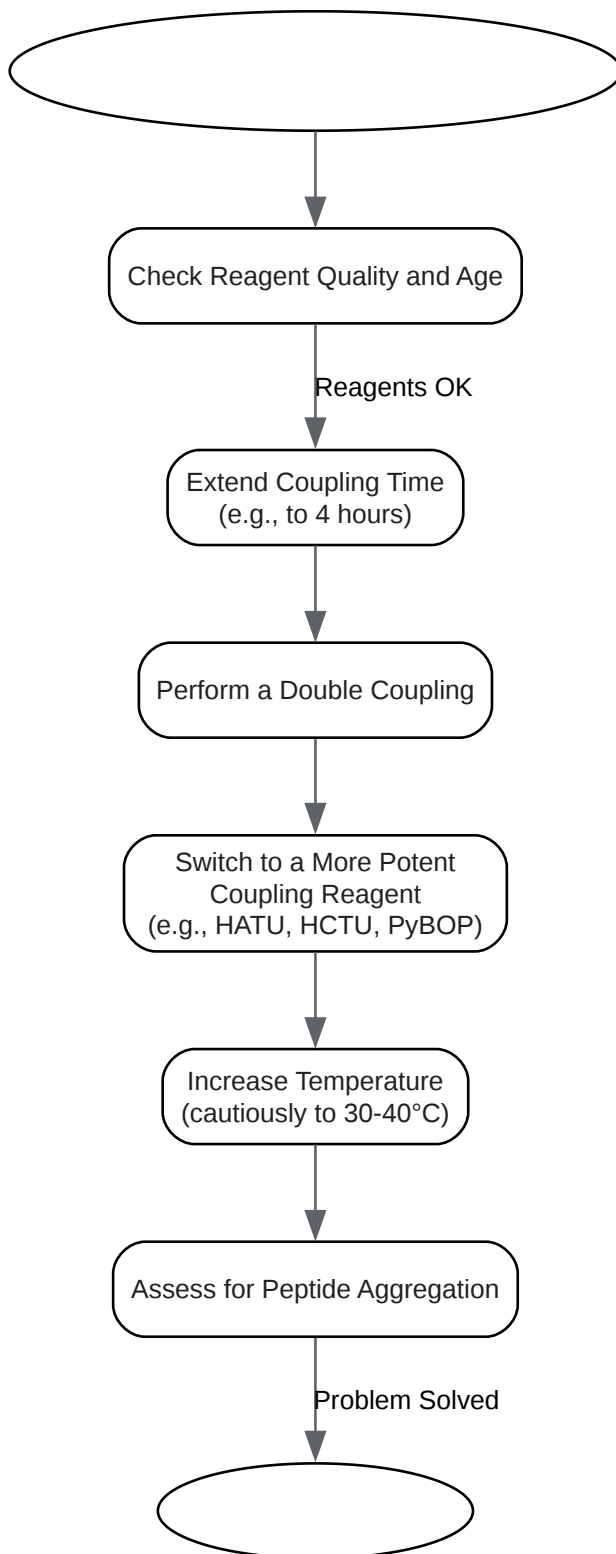 Check Reagent Quality and Age
Reagents OK
Extend Coupling Time
(e.g., to 4 hours)
Perform a Double Coupling
Switch to a More Potent
Coupling Reagent
(e.g., HATU, HCTU, PyBOP)
Increase Temperature
(cautiously to 30-40°C)
Assess for Peptide Aggregation
Problem Solved